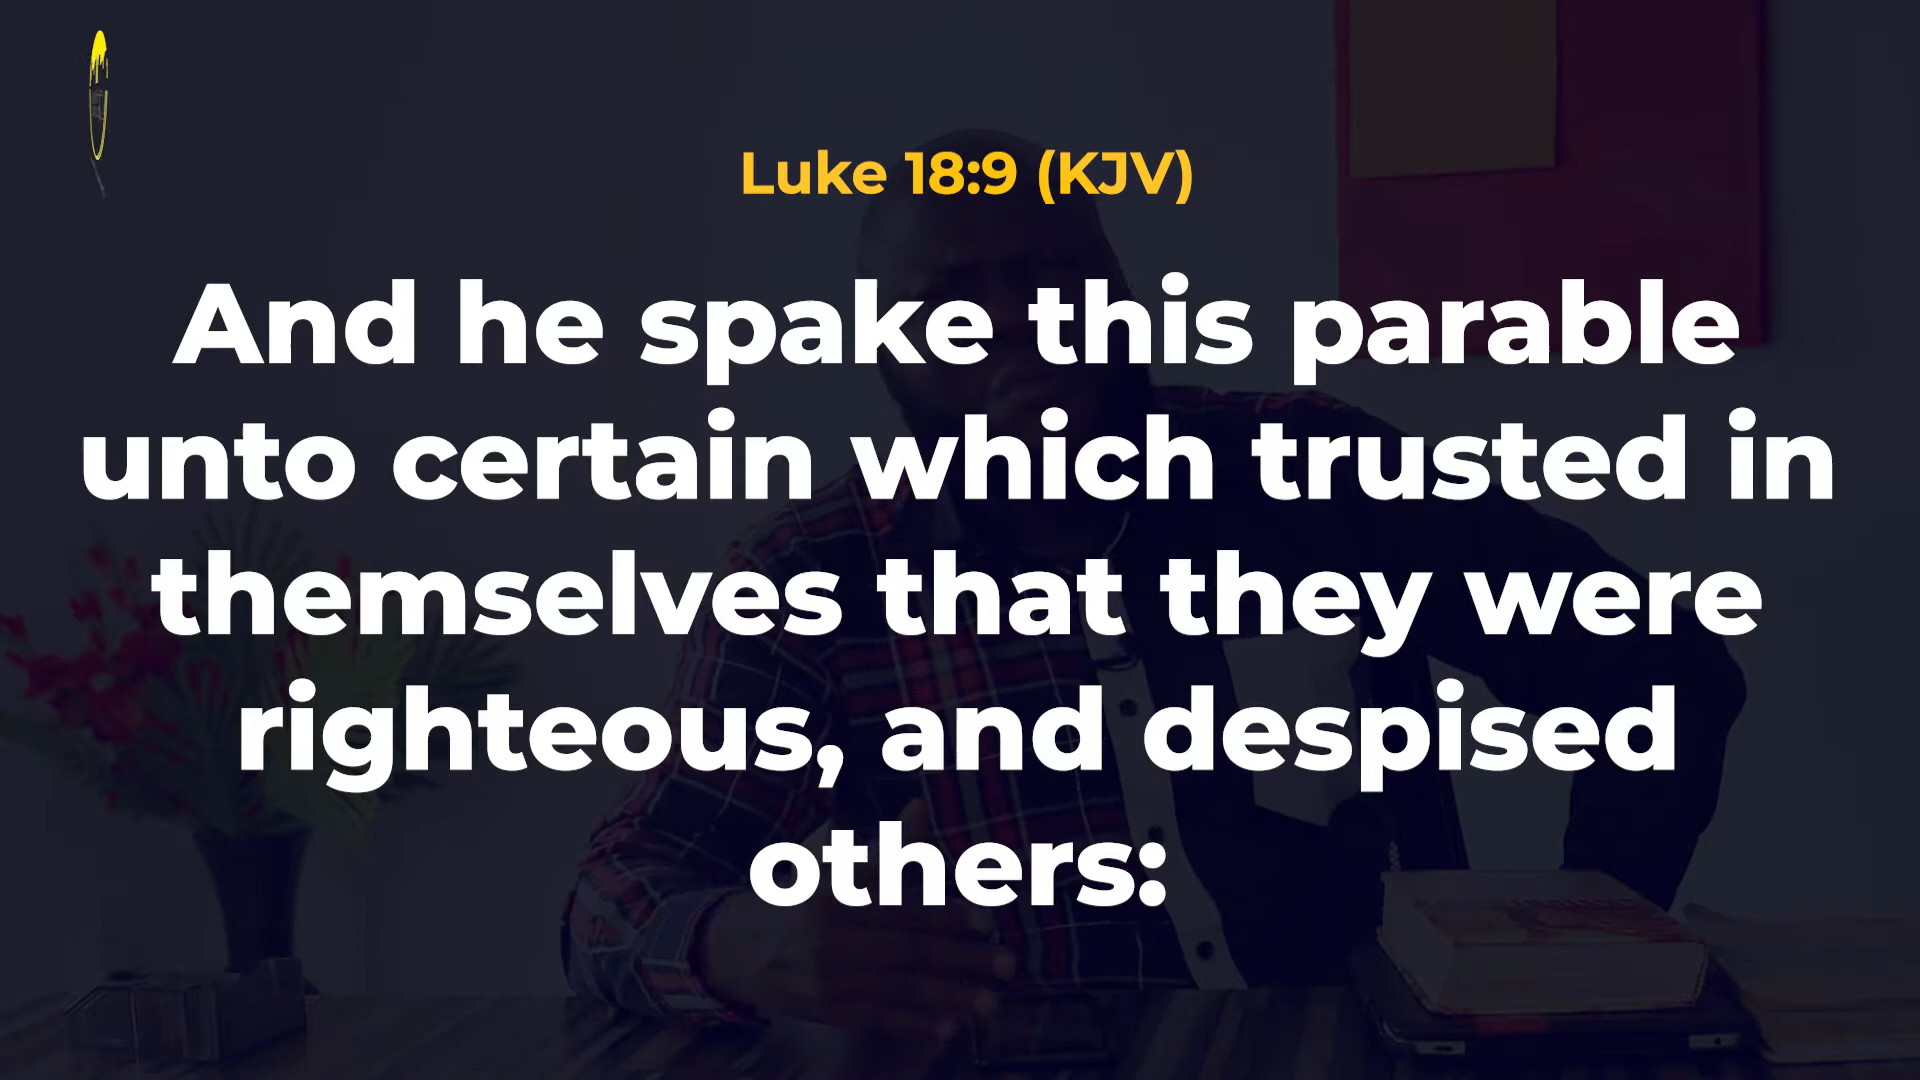 Luke 18:9 (KJV)
And he spake this parable
unto certain which trusted in
themselves that they were
righteous, and despised
others: